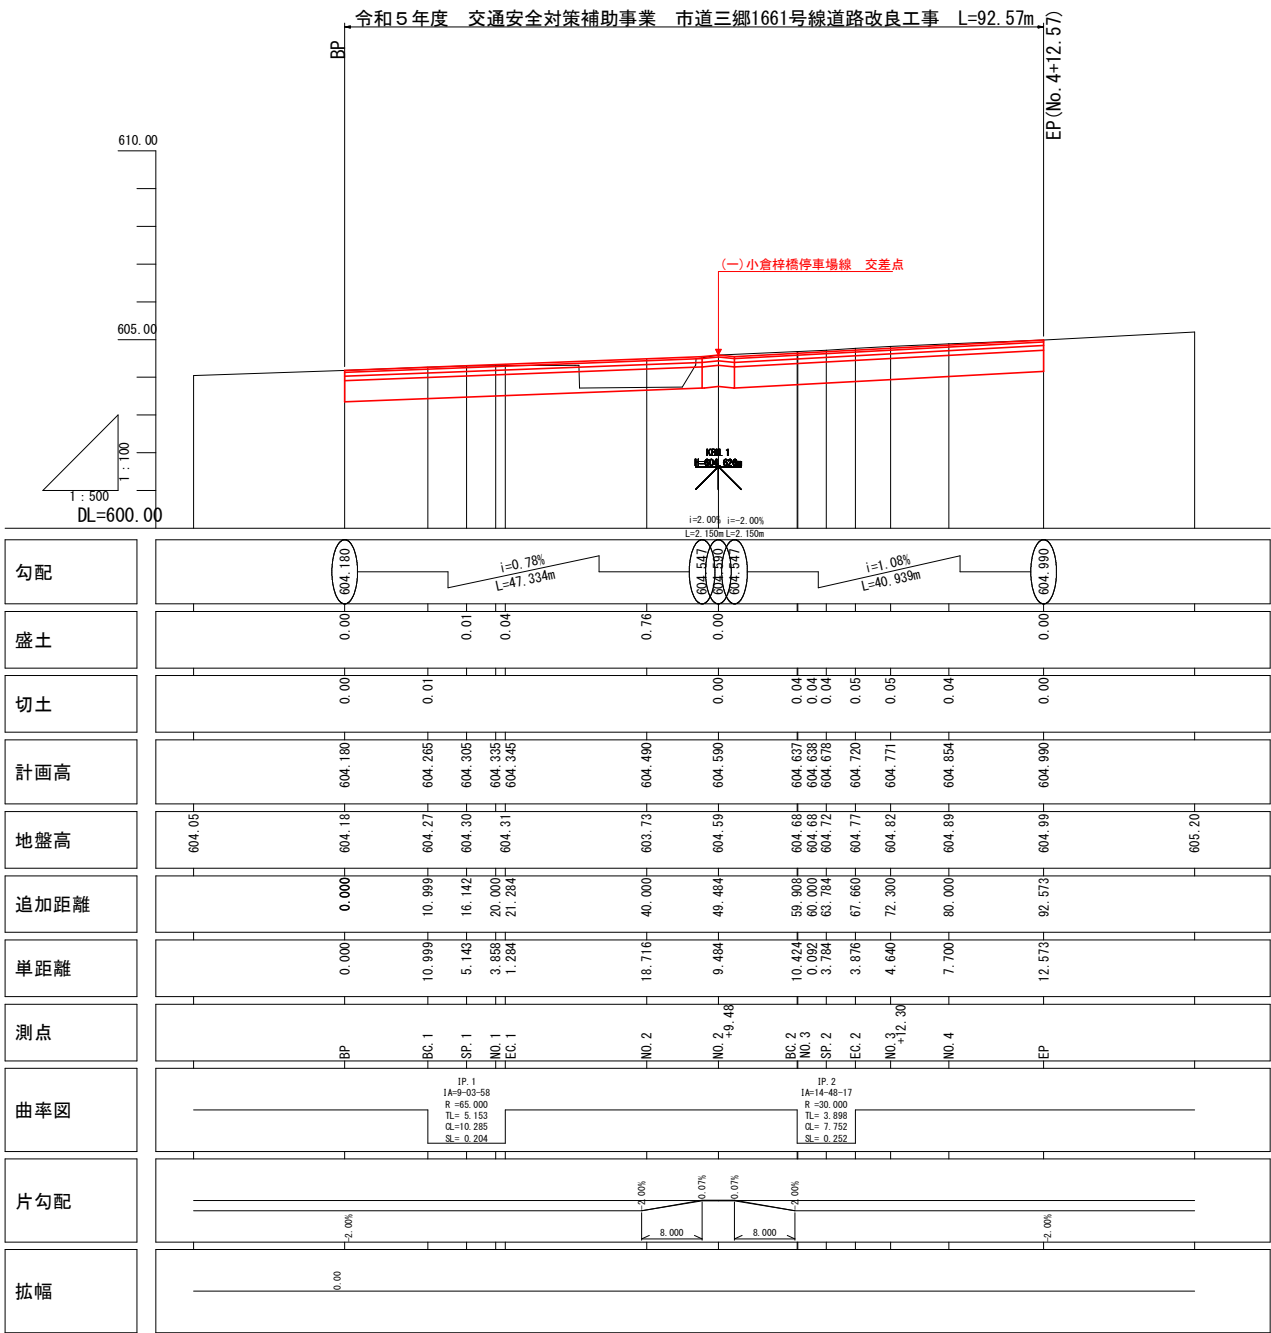 令和５年度　交通安全対策補助事業　市道三郷1661号線道路改良工事　L=92.57m
BP
EP(No.4+12.57)
610.00
605.00
(一)小倉梓橋停車場線　交差点
1：100
1：500
DL=600.00
KBM.1
H=604.626m
i=2.00% i=-2.00%
L=2.150m L=2.150m
勾配
604.180
i=0.78%
L=47.334m
604.547
604.590
604.547
i=1.08%
L=40.939m
604.990
盛土
0.00 0.01 0.04 0.76 0.00 0.00
切土
0.00 0.01 0.00 0.04 0.04 0.04 0.05 0.05 0.04 0.00
計画高
604.180 604.265 604.305 604.335 604.345 604.490 604.590 604.637 604.638 604.678 604.720 604.771 604.854 604.990
地盤高
604.05 604.18 604.27 604.30 604.31 603.73 604.59 604.68 604.68 604.72 604.77 604.82 604.89 604.99 605.20
追加距離
0.000 10.999 16.142 20.000 21.284 40.000 49.484 59.908 60.000 63.784 67.660 72.300 80.000 92.573
単距離
0.000 10.999 5.143 3.858 1.284 18.716 9.484 10.424 0.092 3.784 3.876 4.640 7.700 12.573
測点
BP BC.1 SP.1 NO.1 EC.1 NO.2 NO.2 +9.48 BC.2 NO.3 SP.2 EC.2 NO.3 +12.30 NO.4 EP
曲率図
IP.1
IA=9-03-58
R =65.000
TL= 5.153
CL=10.285
SL= 0.204
IP.2
IA=14-48-17
R =30.000
TL= 3.898
CL= 7.752
SL= 0.252
片勾配
-2.00% -2.00% 0.07% 0.07% -2.00% -2.00%
8.000 8.000
拡幅
0.00